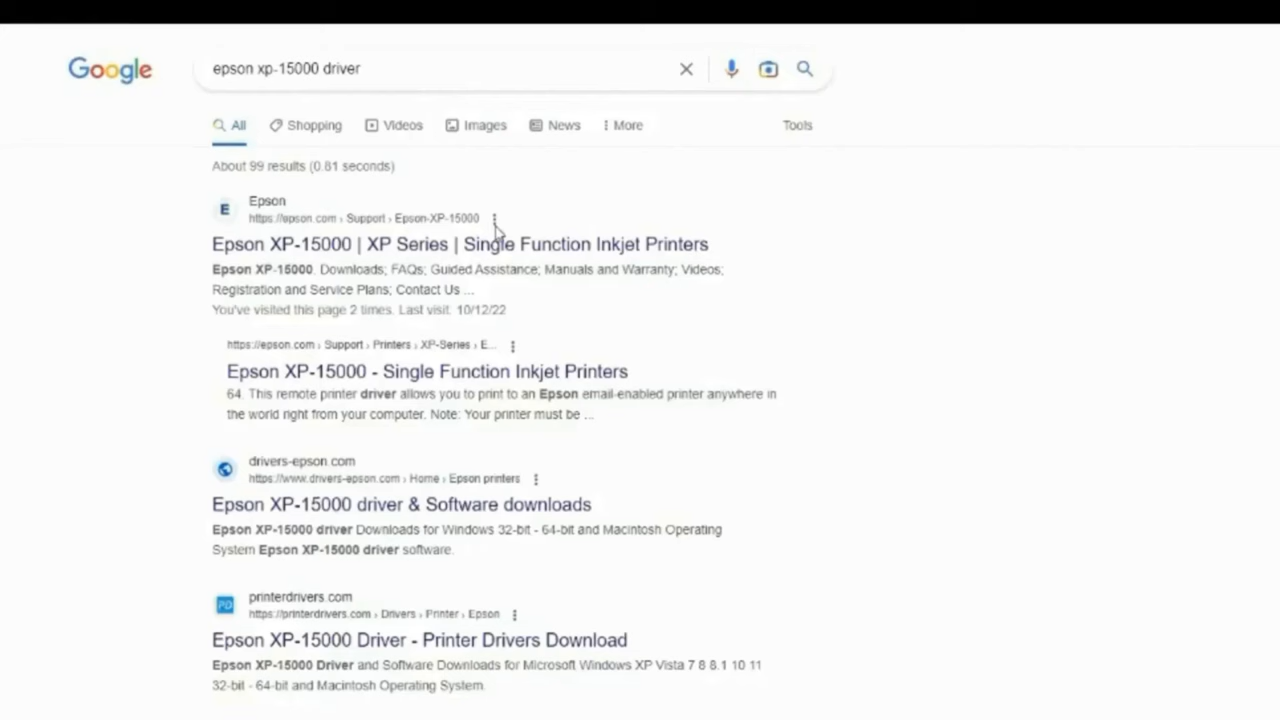 Google
epson xp-15000 driver
All Shopping Videos Images News More Tools
About 99 results (0.81 seconds)
E Epson
https://epson.com › Support › Epson-XP-15000
Epson XP-15000 | XP Series | Single Function Inkjet Printers
Epson XP-15000. Downloads; FAQs; Guided Assistance; Manuals and Warranty; Videos;
Registration and Service Plans; Contact Us ...
You've visited this page 2 times. Last visit: 10/12/22
https://epson.com › Support › Printers › XP-Series › E...
Epson XP-15000 - Single Function Inkjet Printers
64. This remote printer driver allows you to print to an Epson email-enabled printer anywhere in
the world right from your computer. Note: Your printer must be ...
drivers-epson.com
https://www.drivers-epson.com › Home › Epson printers
Epson XP-15000 driver & Software downloads
Epson XP-15000 driver Downloads for Windows 32-bit - 64-bit and Macintosh Operating
System Epson XP-15000 driver software.
PD printerdrivers.com
https://printerdrivers.com › Drivers › Printer › Epson
Epson XP-15000 Driver - Printer Drivers Download
Epson XP-15000 Driver and Software Downloads for Microsoft Windows XP Vista 7 8 8.1 10 11
32-bit - 64-bit and Macintosh Operating System.